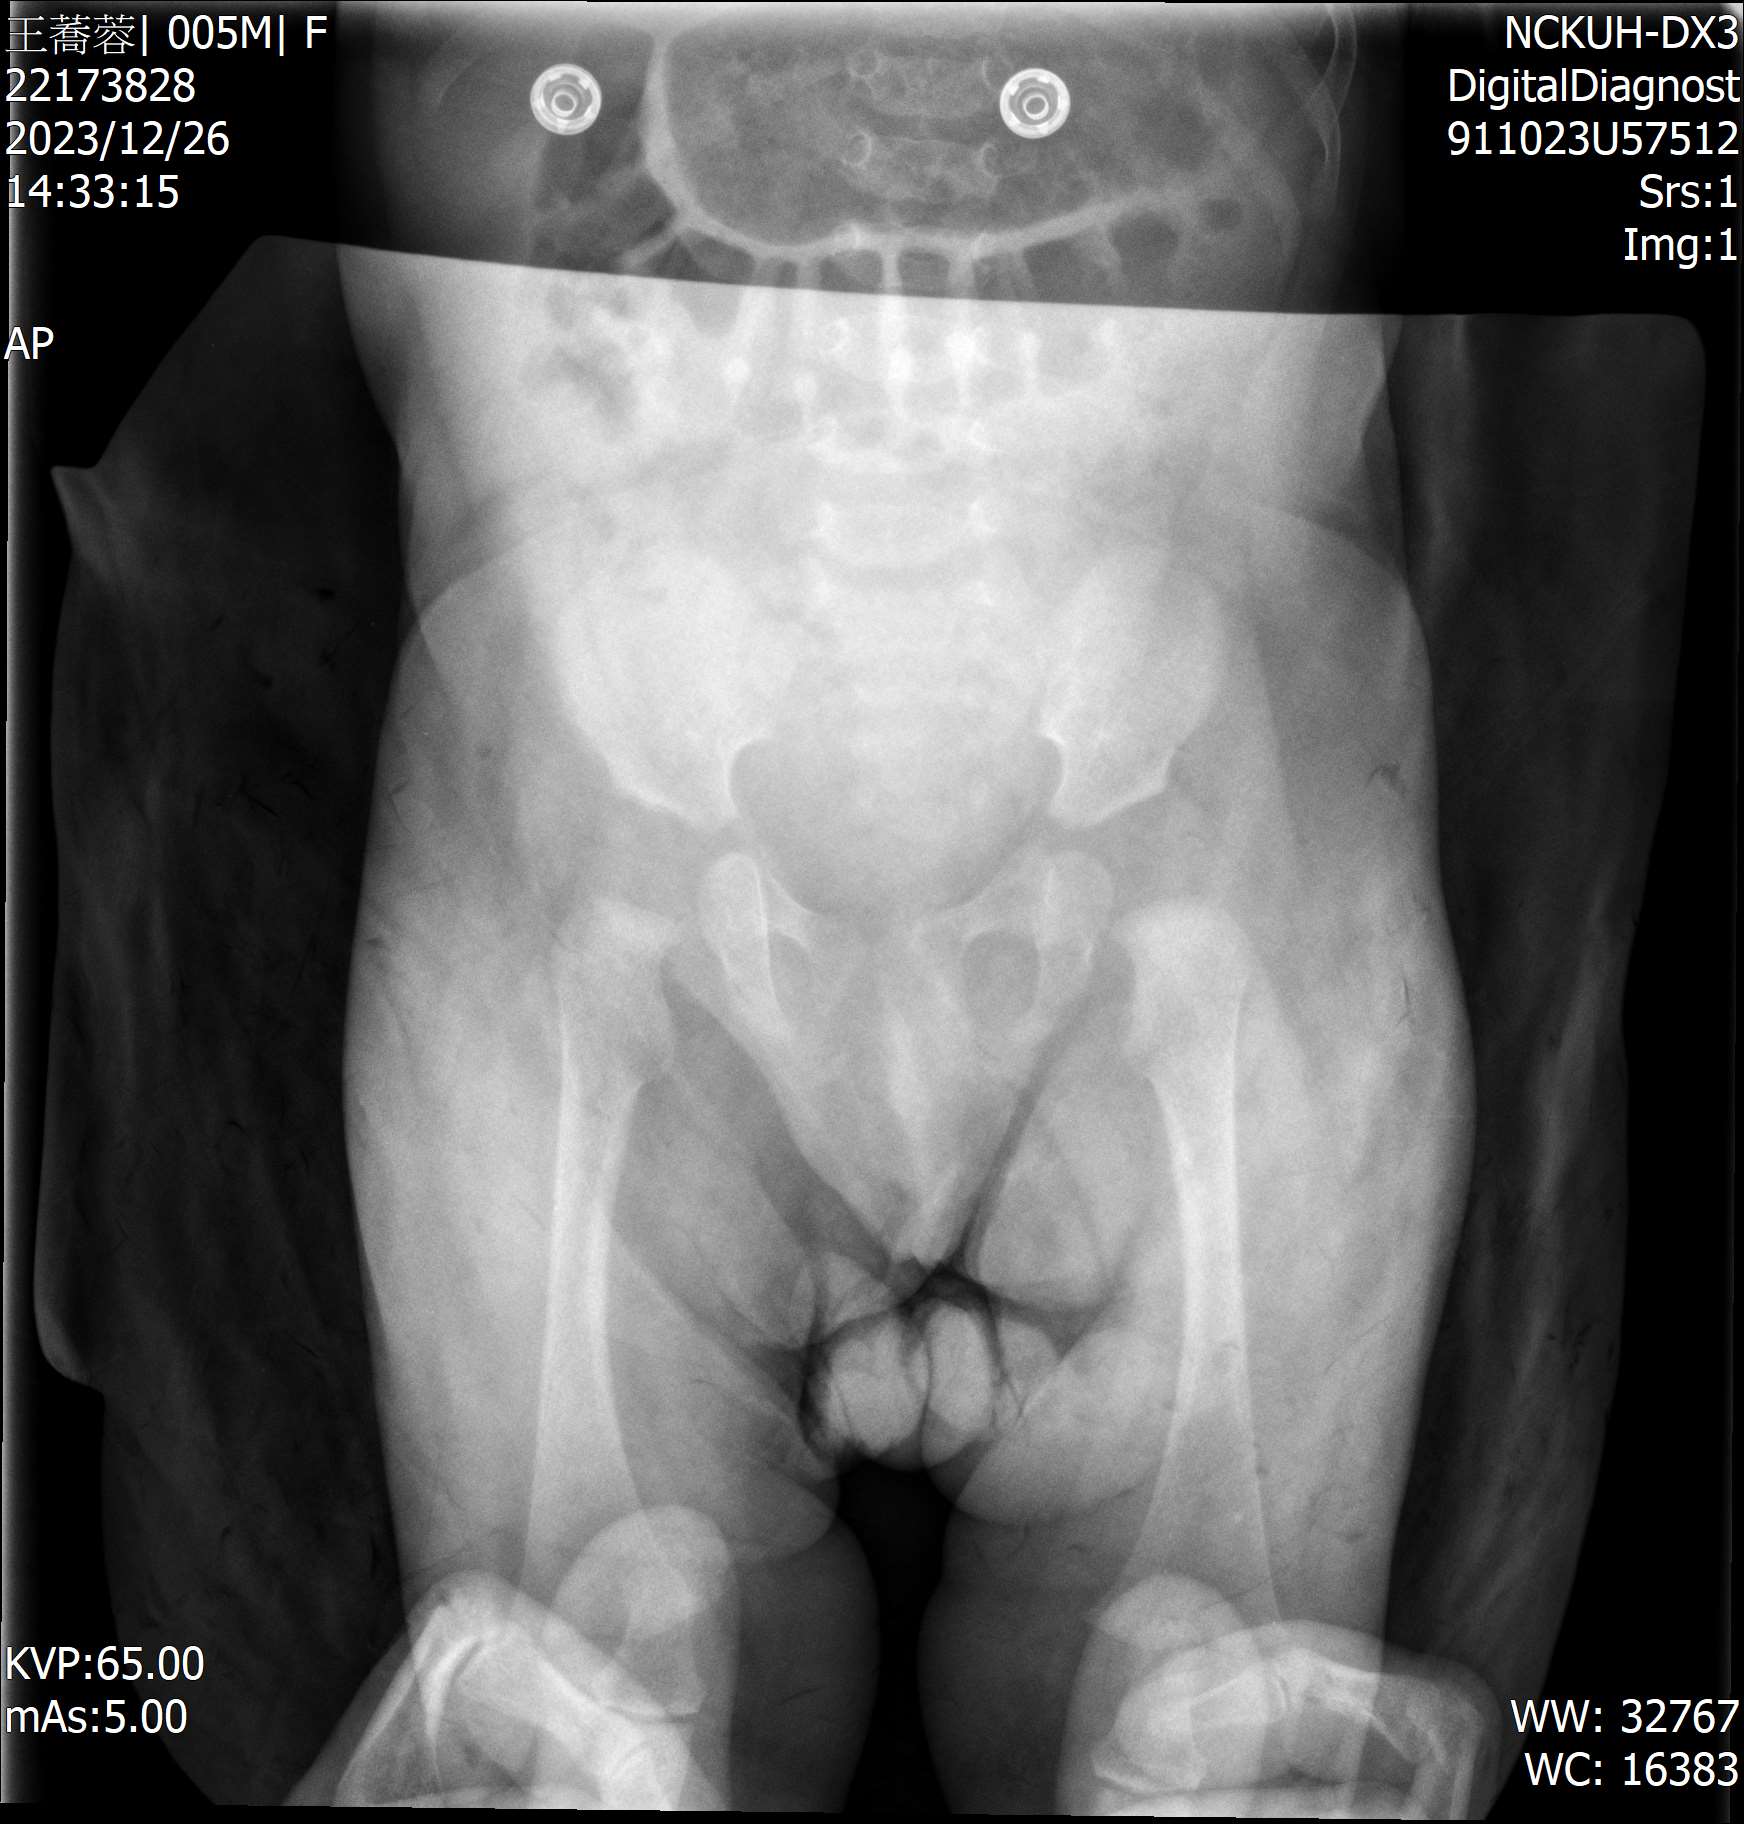 王蕎蓉| 005M| F
22173828
2023/12/26
14:33:15
AP
NCKUH-DX3
DigitalDiagnost
911023U57512
Srs:1
Img:1
KVP:65.00
mAs:5.00
WW: 32767
WC: 16383